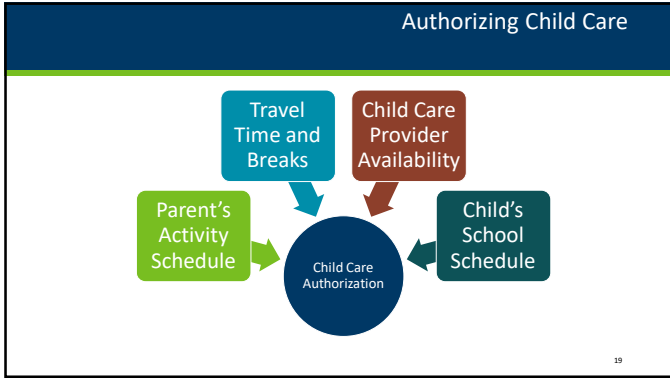 Authorizing Child Care
Travel
Time and
Breaks
Child Care
Provider
Availability
Parent's
Activity
Schedule
Child's
School
Schedule
Child Care
Authorization
19